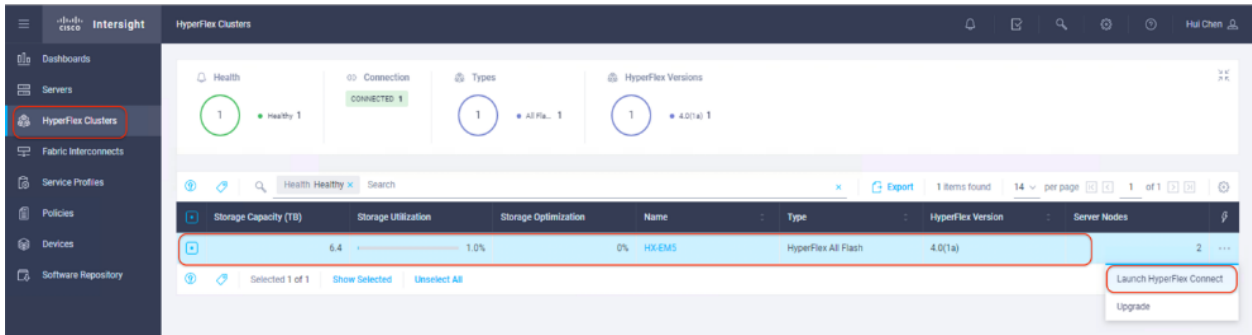 cisco Intersight HyperFlex Clusters Hui Chen
Dashboards
Servers
HyperFlex Clusters
Fabric Interconnects
Service Profiles
Policies
Devices
Software Repository
Health Connection Types HyperFlex Versions
1 Healthy 1 CONNECTED 1 1 All Fla... 1 1 4.0(1a) 1
Health Healthy × Search × Export 1 items found 14 per page 1 of 1
Storage Capacity (TB) Storage Utilization Storage Optimization Name Type HyperFlex Version Server Nodes
6.4 1.0% 0% HX-EM5 HyperFlex All Flash 4.0(1a) 2 ...
Selected 1 of 1 Show Selected Unselect All
Launch HyperFlex Connect
Upgrade